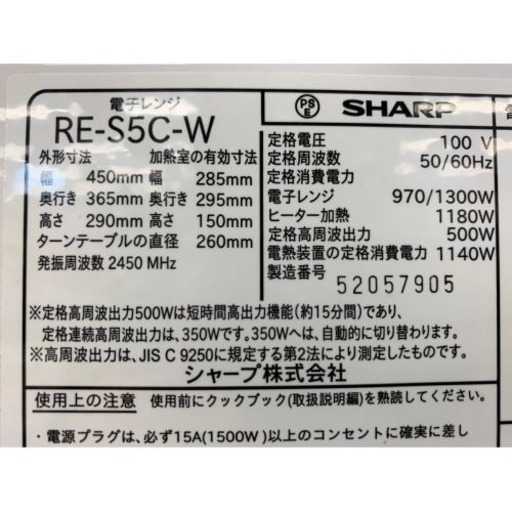 電子レンジ
RE-S5C-W
外形寸法 加熱室の有効寸法
幅 450mm 幅 285mm
奥行き 365mm 奥行き 295mm
高さ 290mm 高さ 150mm
ターンテーブルの直径 260mm
発振周波数 2450 MHz
PS E SHARP
定格電圧 100 V
定格周波数 50/60Hz
定格消費電力
電子レンジ 970/1300W
ヒーター加熱 1180W
定格高周波出力 500W
電熱装置の定格消費電力 1140W
製造番号 52057905
※定格高周波出力500Wは短時間高出力機能(約15分間)であり、
定格連続高周波出力は、350Wです。350Wへは、自動的に切り替わります。
※高周波出力は、JIS C 9250に規定する第2法により測定したものです。
シャープ株式会社
使用上の注意 使用前にクックブック(取扱説明編)を熟読してください。
・電源プラグは、必ず15A(1500W)以上のコンセントに確実に差し